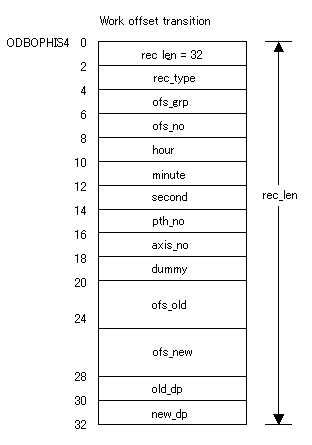 Work offset transition
ODBOPHIS4 0
rec len = 32
2
rec_type
4
ofs_grp
6
ofs_no
8
hour
10
minute
12
second
rec_len
14
pth_no
16
axis_no
18
dummy
20
ofs_old
24
ofs_new
28
old_dp
30
new_dp
32